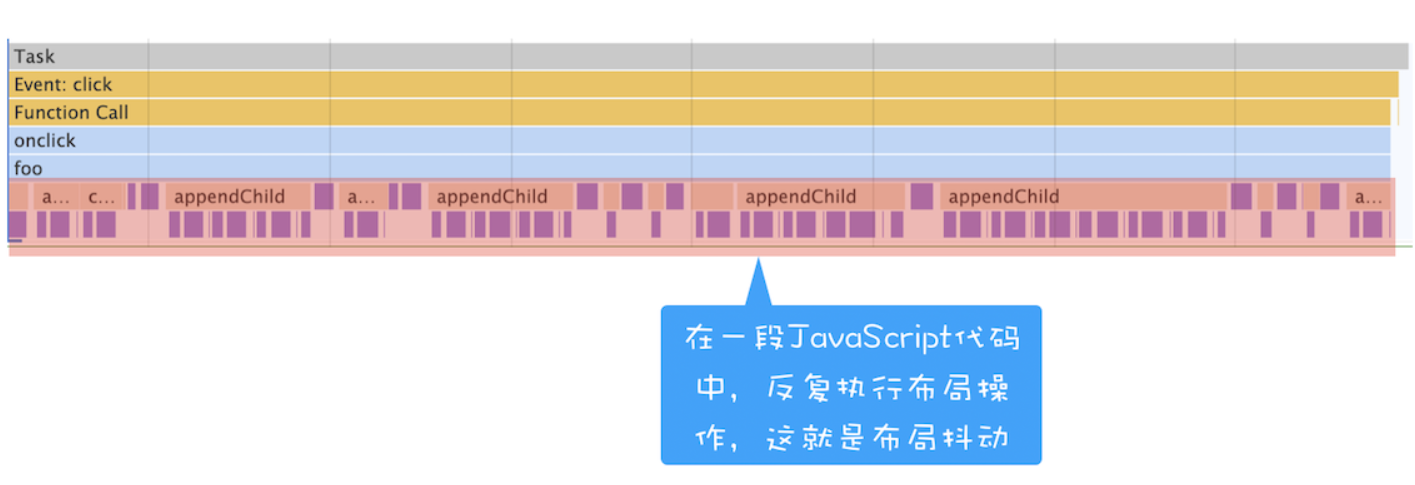 Task
Event: click
Function Call
onclick
foo
a... c... appendChild a... appendChild appendChild appendChild a...
在一段JavaScript代码
中，反复执行布局操
作，这就是布局抖动